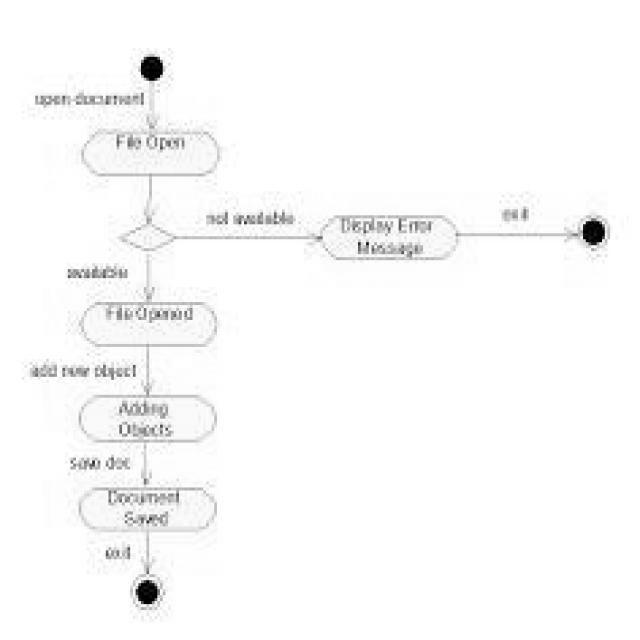 open document
File Open
not available
Display Error
Message
exit
available
File Opened
add new object
Adding
Objects
save doc
Document
Saved
exit